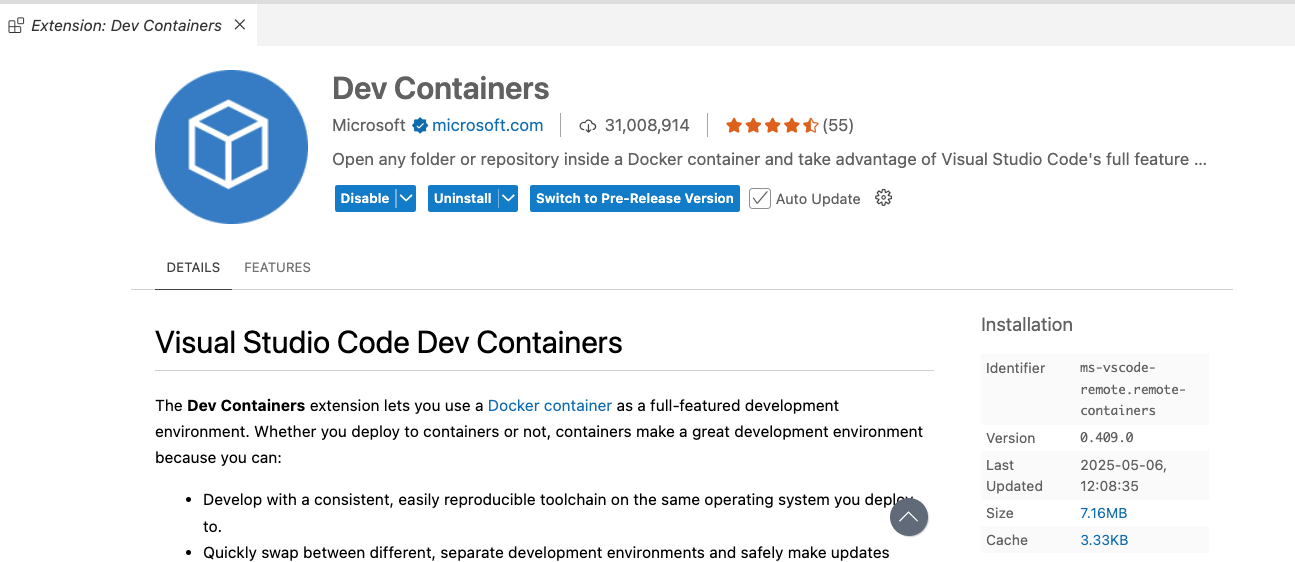 Extension: Dev Containers
Dev Containers
Microsoft microsoft.com 31,008,914 (55)
Open any folder or repository inside a Docker container and take advantage of Visual Studio Code's full feature ...
Disable Uninstall Switch to Pre-Release Version Auto Update
DETAILS FEATURES
Visual Studio Code Dev Containers
The Dev Containers extension lets you use a Docker container as a full-featured development
environment. Whether you deploy to containers or not, containers make a great development environment
because you can:
• Develop with a consistent, easily reproducible toolchain on the same operating system you deploy
to.
• Quickly swap between different, separate development environments and safely make updates
Installation
Identifier ms-vscode-
remote.remote-
containers
Version 0.409.0
Last 2025-05-06,
Updated 12:08:35
Size 7.16MB
Cache 3.33KB